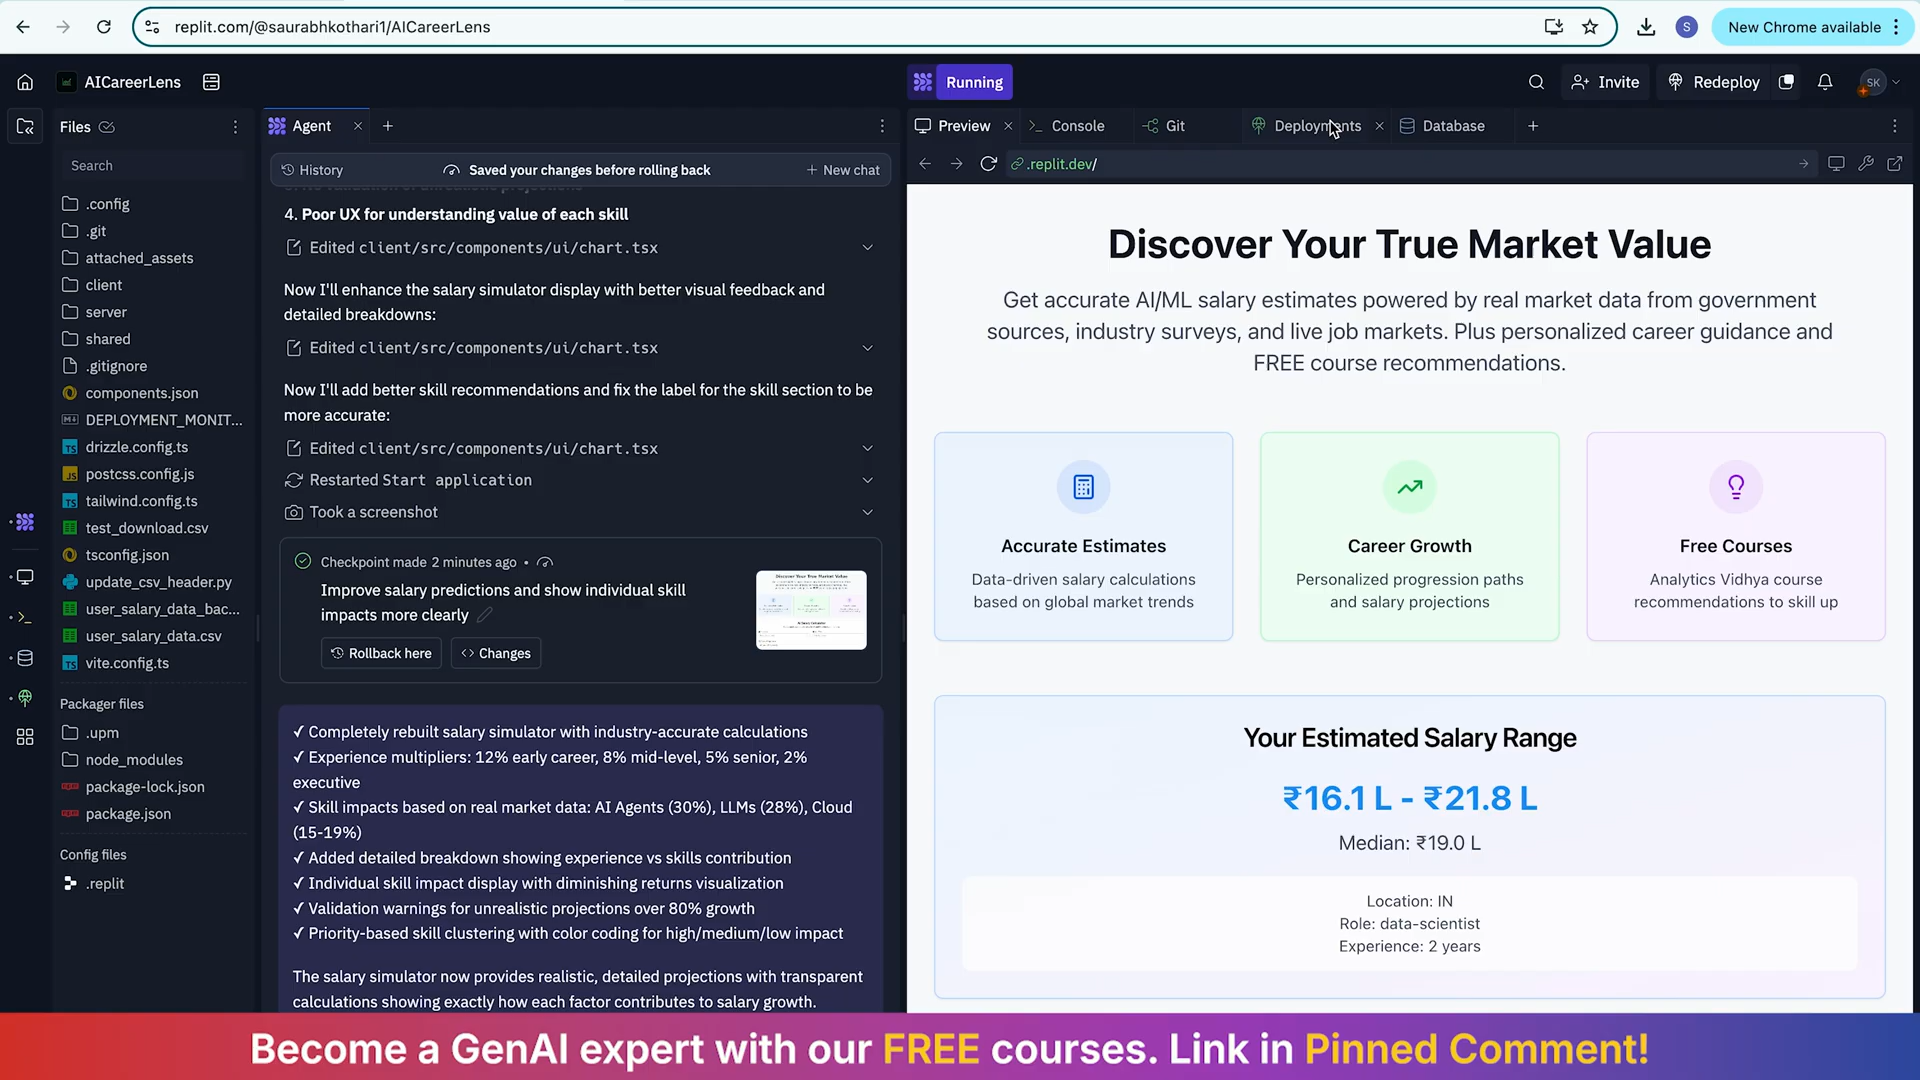 replit.com/@saurabhkothari1/AICareerLens
S
New Chrome available
AICareerLens
Running
Invite
Redeploy
SK
Files
Search
.config
.git
attached_assets
client
server
shared
.gitignore
components.json
DEPLOYMENT_MONIT...
drizzle.config.ts
postcss.config.js
tailwind.config.ts
test_download.csv
tsconfig.json
update_csv_header.py
user_salary_data_bac...
user_salary_data.csv
vite.config.ts
Packager files
.upm
node_modules
package-lock.json
package.json
Config files
.replit
Agent
History
Saved your changes before rolling back
New chat
4. Poor UX for understanding value of each skill
Edited client/src/components/ui/chart.tsx
Now I'll enhance the salary simulator display with better visual feedback and
detailed breakdowns:
Edited client/src/components/ui/chart.tsx
Now I'll add better skill recommendations and fix the label for the skill section to be
more accurate:
Edited client/src/components/ui/chart.tsx
Restarted Start application
Took a screenshot
Checkpoint made 2 minutes ago •
Improve salary predictions and show individual skill
impacts more clearly
Rollback here
Changes
✓ Completely rebuilt salary simulator with industry-accurate calculations
✓ Experience multipliers: 12% early career, 8% mid-level, 5% senior, 2%
executive
✓ Skill impacts based on real market data: AI Agents (30%), LLMs (28%), Cloud
(15-19%)
✓ Added detailed breakdown showing experience vs skills contribution
✓ Individual skill impact display with diminishing returns visualization
✓ Validation warnings for unrealistic projections over 80% growth
✓ Priority-based skill clustering with color coding for high/medium/low impact
The salary simulator now provides realistic, detailed projections with transparent
calculations showing exactly how each factor contributes to salary growth.
Preview
Console
Git
Deployments
Database
.replit.dev/
Discover Your True Market Value
Get accurate AI/ML salary estimates powered by real market data from government
sources, industry surveys, and live job markets. Plus personalized career guidance and
FREE course recommendations.
Accurate Estimates
Data-driven salary calculations
based on global market trends
Career Growth
Personalized progression paths
and salary projections
Free Courses
Analytics Vidhya course
recommendations to skill up
Your Estimated Salary Range
₹16.1 L - ₹21.8 L
Median: ₹19.0 L
Location: IN
Role: data-scientist
Experience: 2 years
Become a GenAI expert with our FREE courses. Link in Pinned Comment!